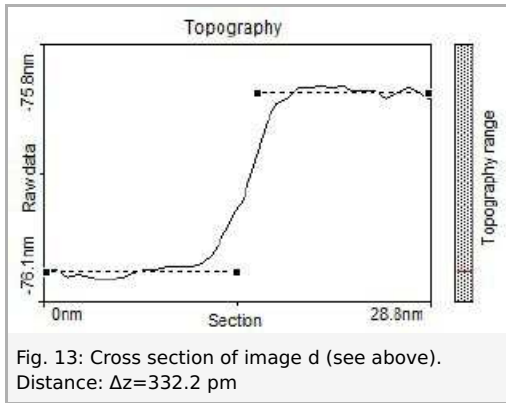 Topography
-75.8nm
Raw data
-76.1nm
0nm
Section
28.8nm
Topography range
Fig. 13: Cross section of image d (see above).
Distance: Δz=332.2 pm